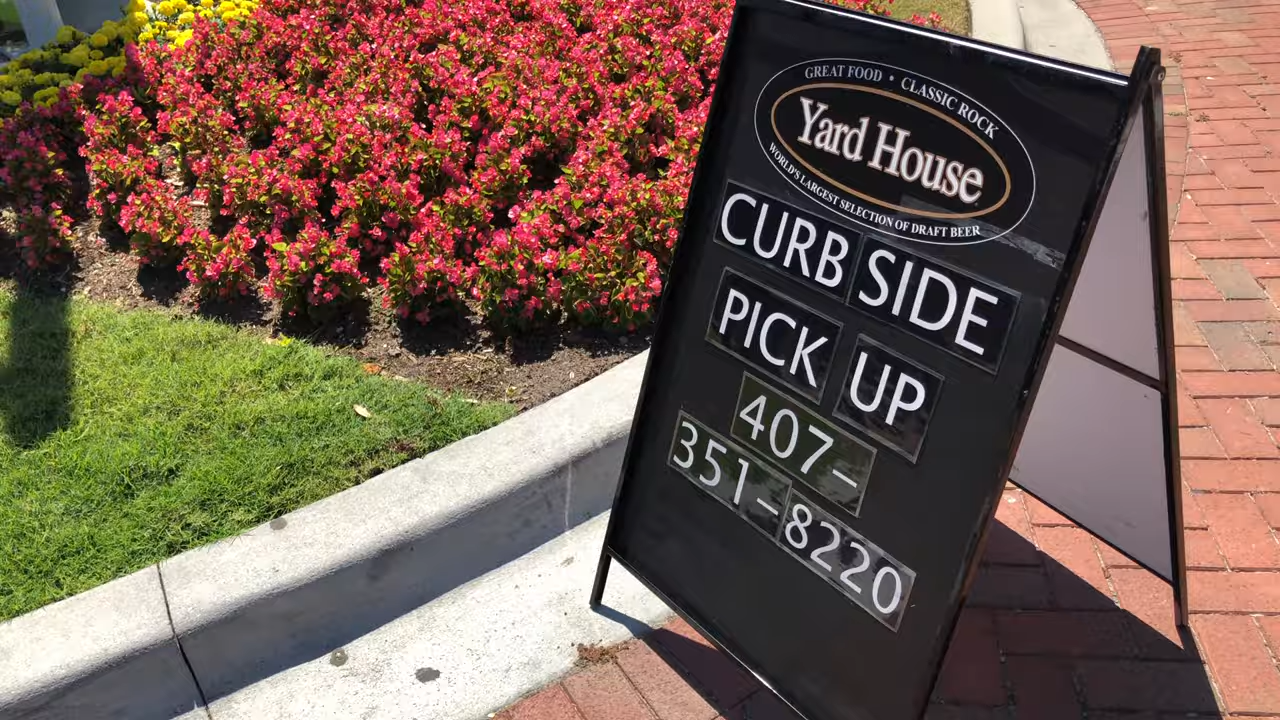 GREAT FOOD • CLASSIC ROCK
Yard House
WORLD'S LARGEST SELECTION OF DRAFT BEER
CURB SIDE
PICK UP
407-
351-8220